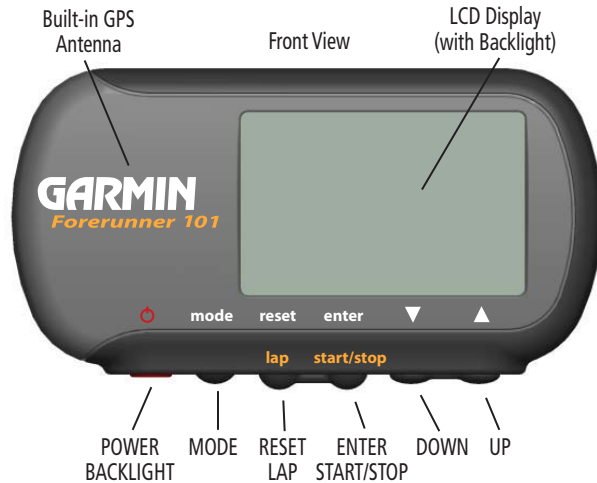 Built-in GPS
Antenna
Front View
LCD Display
(with Backlight)
GARMIN
Forerunner 101
mode reset enter
lap start/stop
POWER
BACKLIGHT
MODE
RESET
LAP
ENTER
START/STOP
DOWN
UP